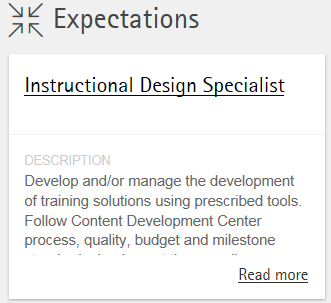 Expectations
Instructional Design Specialist
DESCRIPTION
Develop and/or manage the development
of training solutions using prescribed tools.
Follow Content Development Center
process, quality, budget and milestone
Read more